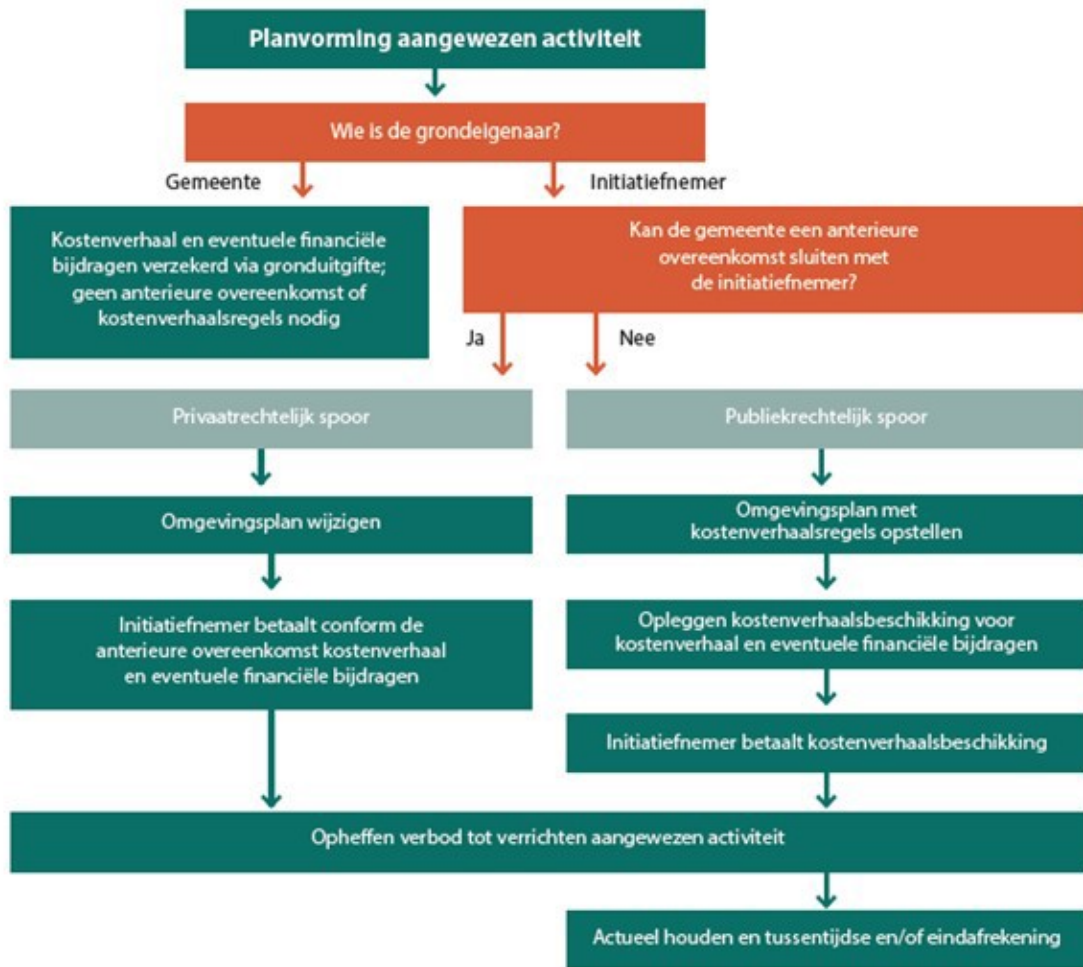 Planvorming aangewezen activiteit
Wie is de grondeigenaar?
Gemeente
Initiatiefnemer
Kostenverhaal en eventuele financiële
bijdragen verzekerd via gronduitgifte;
geen anterieure overeenkomst of
kostenverhaalsregels nodig
Kan de gemeente een anterieure
overeenkomst sluiten met
de initiatiefnemer?
Ja
Nee
Privaatrechtelijk spoor
Publiekrechtelijk spoor
Omgevingsplan wijzigen
Omgevingsplan met
kostenverhaalsregels opstellen
Initiatiefnemer betaalt conform de
anterieure overeenkomst kostenverhaal
en eventuele financiële bijdragen
Opleggen kostenverhaalsbeschikking voor
kostenverhaal en eventuele financiële bijdragen
Initiatiefnemer betaalt kostenverhaalsbeschikking
Opheffen verbod tot verrichten aangewezen activiteit
Actueel houden en tussentijdse en/of eindafrekening